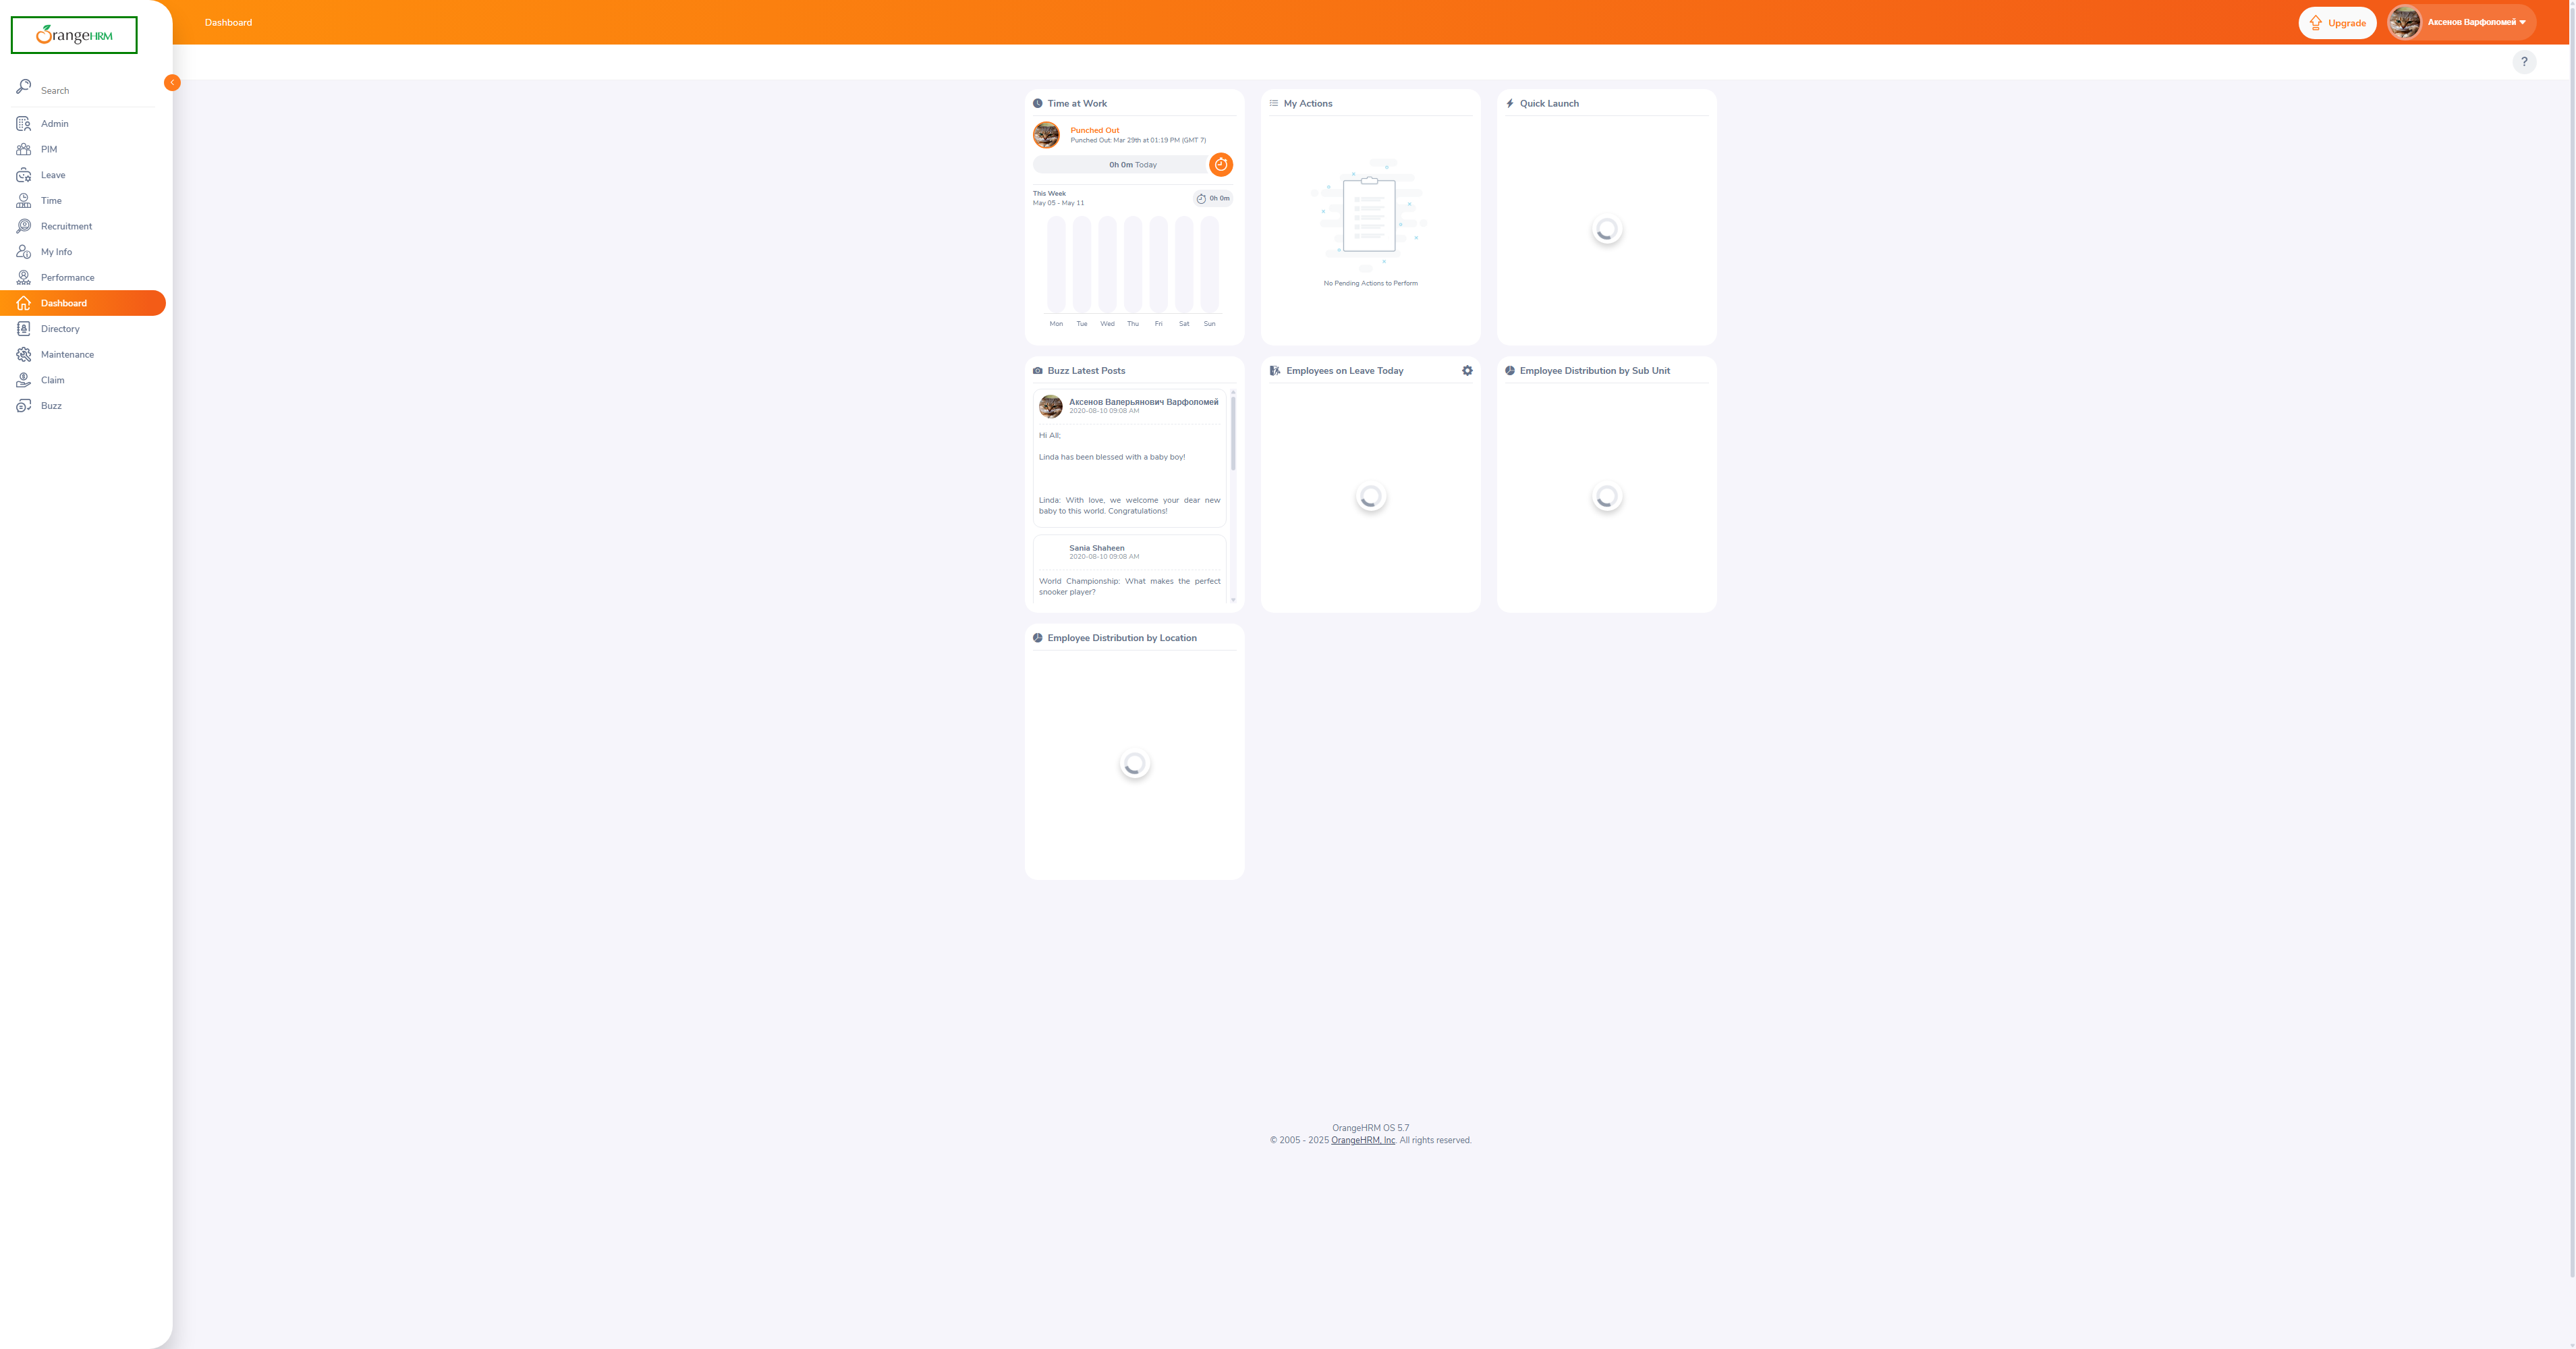 OrangeHRM
Search
Admin
PIM
Leave
Time
Recruitment
My Info
Performance
Dashboard
Directory
Maintenance
Claim
Buzz
Dashboard
Upgrade
Аксенов Варфоломей
?
Time at Work
Punched Out
Punched Out: Mar 29th at 01:19 PM (GMT 7)
0h 0m Today
This Week
May 05 - May 11
0h 0m
Mon Tue Wed Thu Fri Sat Sun
My Actions
No Pending Actions to Perform
Quick Launch
Buzz Latest Posts
Аксенов Валерьянович Варфоломей
2020-08-10 09:08 AM
Hi All;
Linda has been blessed with a baby boy!
Linda: With love, we welcome your dear new
baby to this world. Congratulations!
Sania Shaheen
2020-08-10 09:08 AM
World Championship: What makes the perfect
snooker player?
Employees on Leave Today
Employee Distribution by Sub Unit
Employee Distribution by Location
OrangeHRM OS 5.7
© 2005 - 2025 OrangeHRM, Inc. All rights reserved.